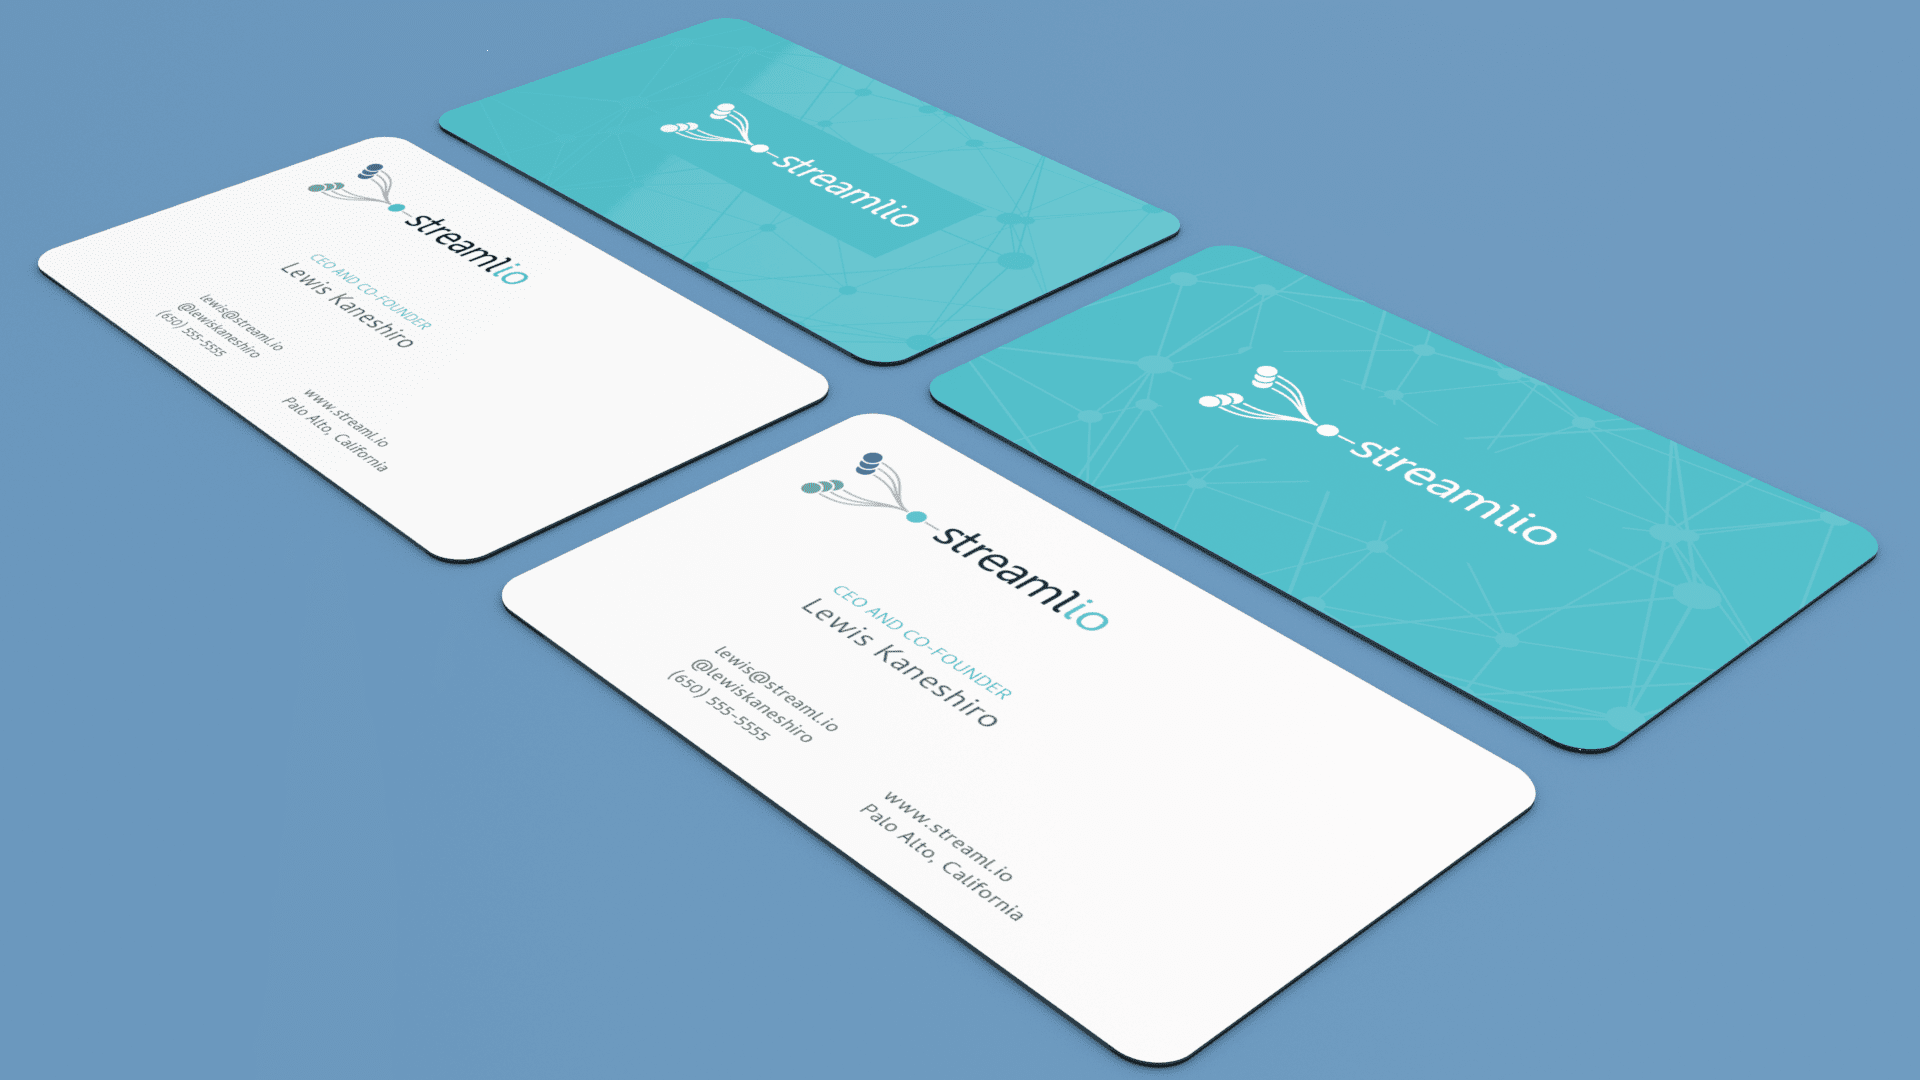 streamlio
streamlio
CEO AND CO-FOUNDER
Lewis Kaneshiro
lewis@streaml.io
@lewiskaneshiro
(650) 555-5555
www.streaml.io
Palo Alto, California
streamlio
streamlio
CEO AND CO-FOUNDER
Lewis Kaneshiro
lewis@streaml.io
@lewiskaneshiro
(650) 555-5555
www.streaml.io
Palo Alto, California